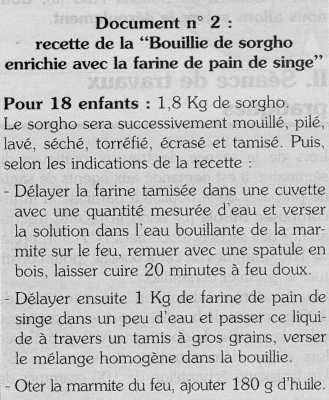 Document n° 2 :
recette de la “Bouillie de sorgho
enrichie avec la farine de pain de singe”
Pour 18 enfants : 1,8 Kg de sorgho.
Le sorgho sera successivement mouillé, pilé,
lavé, séché, torréfié, écrasé et tamisé. Puis,
selon les indications de la recette :
- Délayer la farine tamisée dans une cuvette
avec une quantité mesurée d'eau et verser
la solution dans l'eau bouillante de la mar-
mite sur le feu, remuer avec une spatule en
bois, laisser cuire 20 minutes à feu doux.
- Délayer ensuite 1 Kg de farine de pain de
singe dans un peu d'eau et passer ce liqui-
de à travers un tamis à gros grains, verser
le mélange homogène dans la bouillie.
- Oter la marmite du feu, ajouter 180 g d'huile.